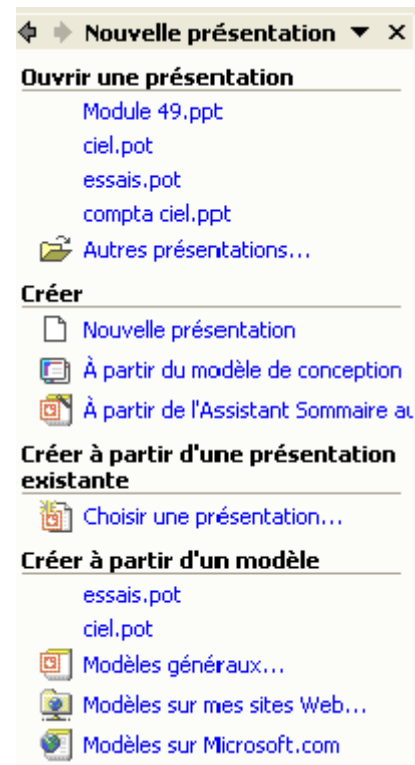 Nouvelle présentation
Ouvrir une présentation
Module 49.ppt
ciel.pot
essais.pot
compta ciel.ppt
Autres présentations...
Créer
Nouvelle présentation
À partir du modèle de conception
À partir de l'Assistant Sommaire au
Créer à partir d'une présentation
existante
Choisir une présentation...
Créer à partir d'un modèle
essais.pot
ciel.pot
Modèles généraux...
Modèles sur mes sites Web...
Modèles sur Microsoft.com